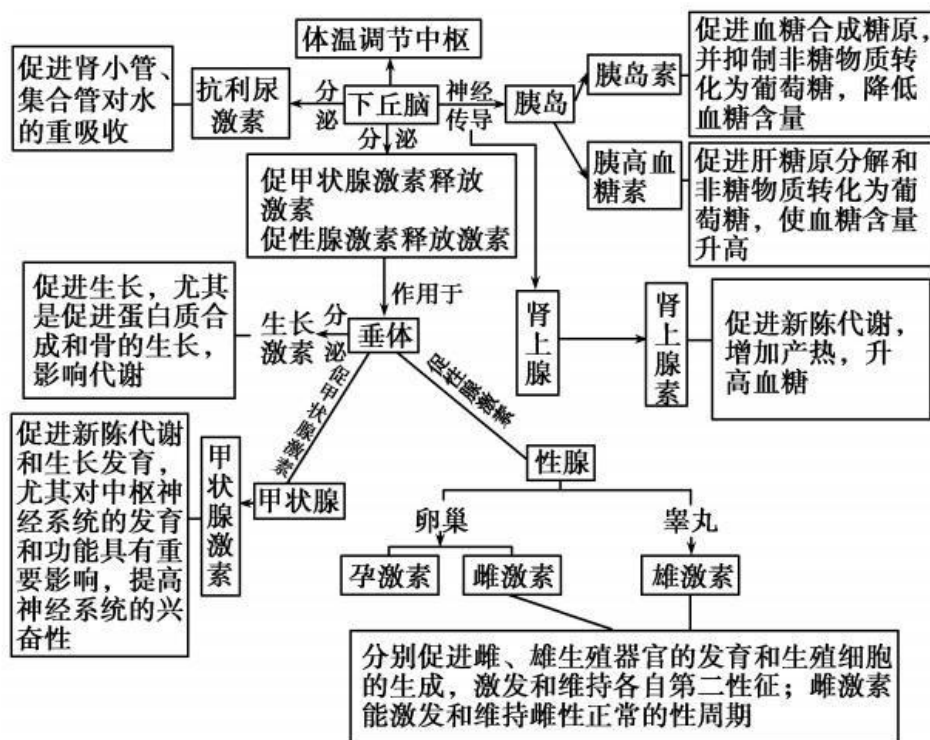 体温调节中枢
促进肾小管、
集合管对水
的重吸收
抗利尿
激素
分
泌
下丘脑
神经
传导
胰岛
胰岛素
促进血糖合成糖原，
并抑制非糖物质转
化为葡萄糖，降低
血糖含量
胰高血
糖素
促进肝糖原分解和
非糖物质转化为葡
萄糖，使血糖含量
升高
分 泌
促甲状腺激素释放
激素
促性腺激素释放激素
作用于
促进生长，尤其
是促进蛋白质合
成和骨的生长，
影响代谢
生长
激素
分
泌
垂体
肾上腺
肾上腺素
促进新陈代谢，
增加产热，升
高血糖
促甲状腺激素
促性腺激素
促进新陈代谢
和生长发育，
尤其对中枢神
经系统的发育
和功能具有重
要影响，提高
神经系统的兴
奋性
甲状腺激素
甲状腺
性腺
卵巢
睾丸
孕激素
雌激素
雄激素
分别促进雌、雄生殖器官的发育和生殖细胞
的生成，激发和维持各自第二性征；雌激素
能激发和维持雌性正常的性周期